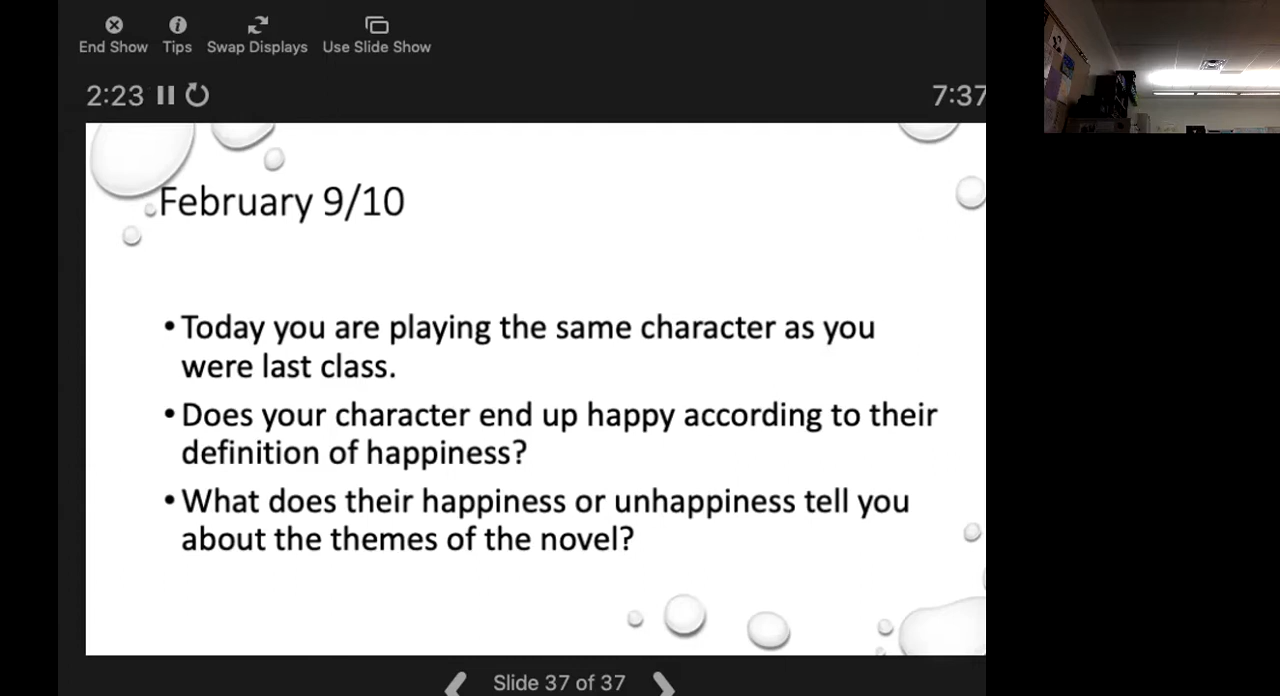 End Show Tips Swap Displays Use Slide Show
2:23 7:37
February 9/10
• Today you are playing the same character as you
were last class.
• Does your character end up happy according to their
definition of happiness?
• What does their happiness or unhappiness tell you
about the themes of the novel?
Slide 37 of 37